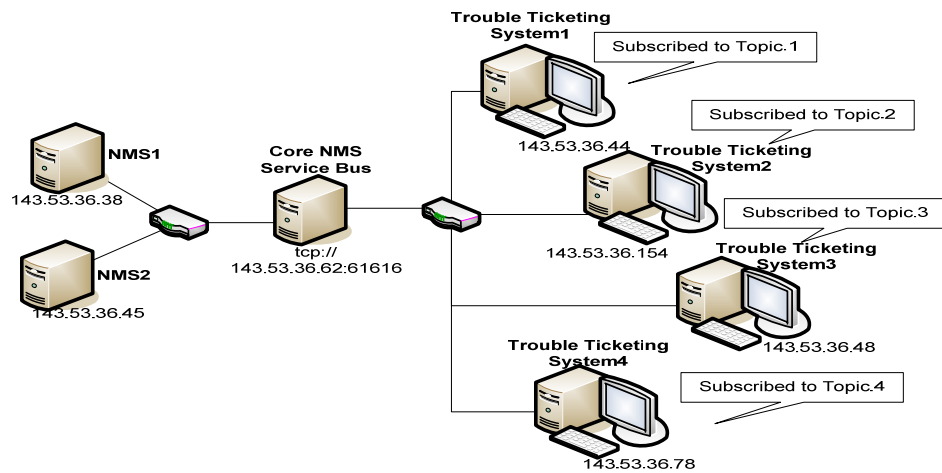 Trouble Ticketing
System1
Subscribed to Topic.1
143.53.36.44
Subscribed to Topic.2
Trouble Ticketing
System2
143.53.36.154
NMS1
143.53.36.38
Core NMS
Service Bus
tcp://
143.53.36.62:61616
NMS2
143.53.36.45
Subscribed to Topic.3
Trouble Ticketing
System3
143.53.36.48
Trouble Ticketing
System4
Subscribed to Topic.4
143.53.36.78